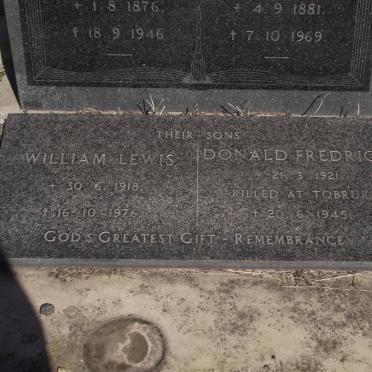 + 1. 8 1876. + 4. 9 1881.
+ 18. 9 1946 + 7. 10. 1969.
THEIR SONS
WILLIAM LEWIS DONALD FREDRIC
+ 30. 6. 1918. 21. 3. 1921
+ 16. 10. 1976. KILLED AT TOBRUK
+ 20. 6. 1945
GOD'S GREATEST GIFT - REMEMBRANCE